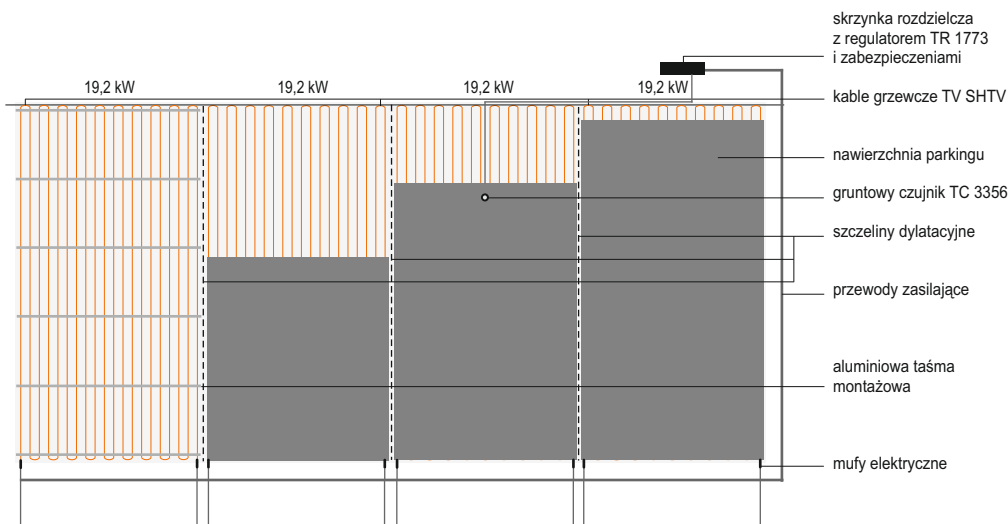 skrzynka rozdzielcza
z regulatorem TR 1773
i zabezpieczeniami
19,2 kW
19,2 kW
19,2 kW
19,2 kW
kable grzewcze TV SHTV
nawierzchnia parkingu
gruntowy czujnik TC 3356
szczeliny dylatacyjne
przewody zasilające
aluminiowa taśma
montażowa
mufy elektryczne